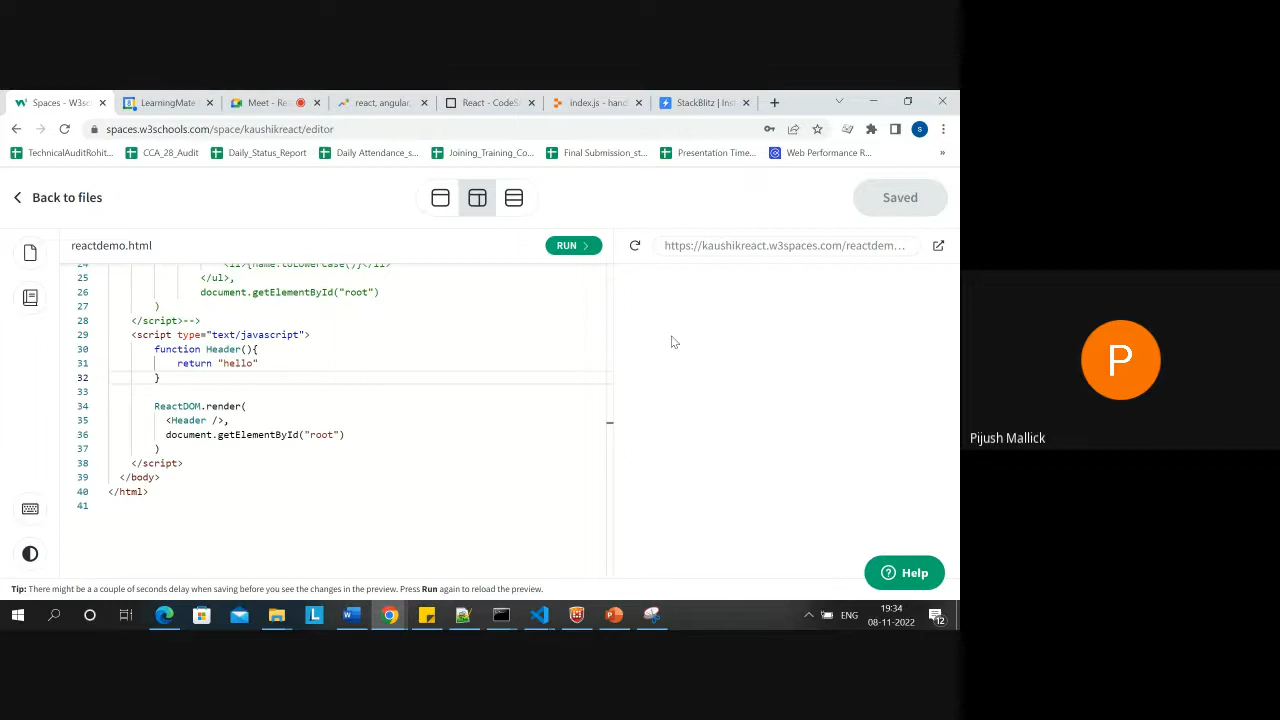 Spaces - W3sc
LearningMate
Meet - Re
react, angular,
React - CodeS
index.js - hand
StackBlitz | Inst
spaces.w3schools.com/space/kaushikreact/editor
TechnicalAuditRohit...
CCA_28_Audit
Daily_Status_Report
Daily Attendance_s...
Joining_Training_Co...
Final Submission_st...
Presentation Time...
Web Performance R...
»
Back to files
Saved
reactdemo.html
RUN
https://kaushikreact.w3spaces.com/reactdem...
24 <li>{name.toLowerCase()}</li>
25 </ul>,
26 document.getElementById("root")
27 )
28 </script>-->
29 <script type="text/javascript">
30 function Header(){
31 return "hello"
32 }
33
34 ReactDOM.render(
35 <Header />,
36 document.getElementById("root")
37 )
38 </script>
39 </body>
40 </html>
41
Help
Tip: There might be a a couple of seconds delay when saving before you see the changes in the preview. Press Run again to reload the preview.
ENG
19:34
08-11-2022
12
P
Pijush Mallick